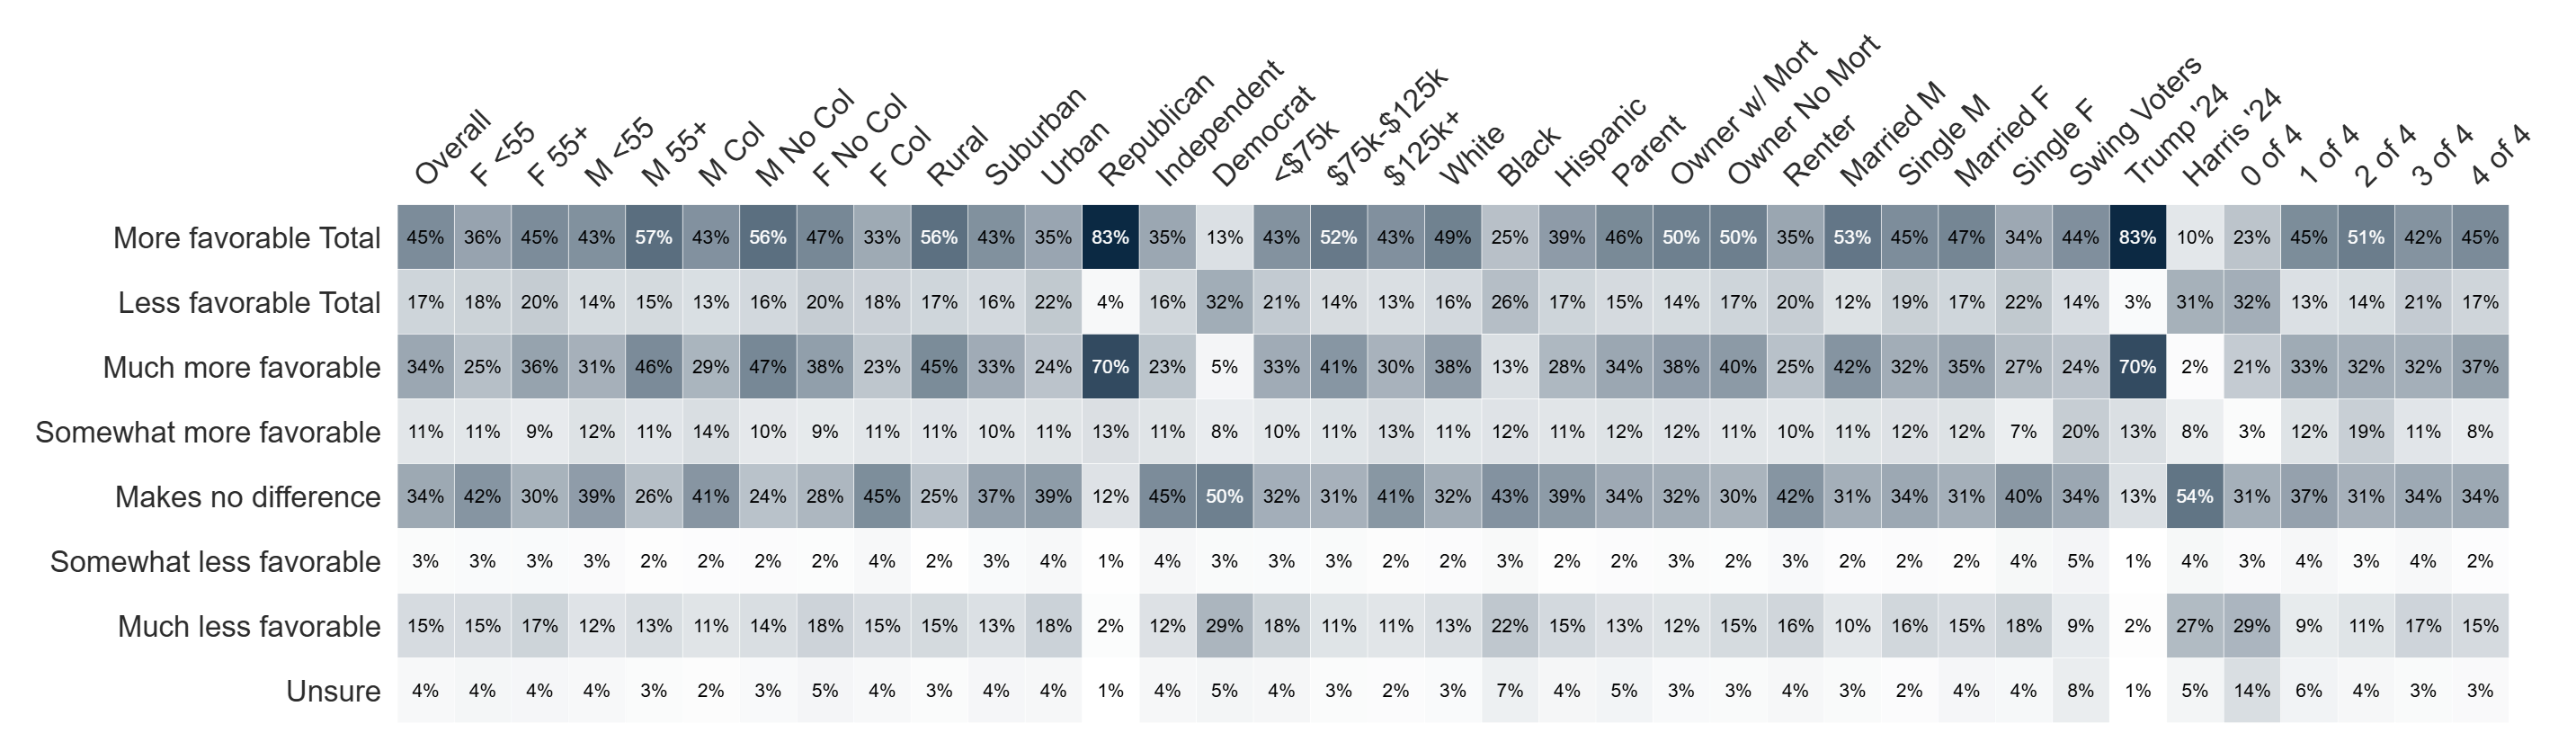 Overall F <55 F 55+ M <55 M 55+ M Col M No Col F No Col F Col Rural Suburban Urban Republican Independent Democrat <$75k $75k-$125k $125k+ White Black Hispanic Parent Owner w/ Mort Owner No Mort Renter Married M Single M Married F Single F Swing Voters Trump '24 Harris '24 0 of 4 1 of 4 2 of 4 3 of 4 4 of 4
More favorable Total 45% 36% 45% 43% 57% 43% 56% 47% 33% 56% 43% 35% 83% 35% 13% 43% 52% 43% 49% 25% 39% 46% 50% 50% 35% 53% 45% 47% 34% 44% 83% 10% 23% 45% 51% 42% 45%
Less favorable Total 17% 18% 20% 14% 15% 13% 16% 20% 18% 17% 16% 22% 4% 16% 32% 21% 14% 13% 16% 26% 17% 15% 14% 17% 20% 12% 19% 17% 22% 14% 3% 31% 32% 13% 14% 21% 17%
Much more favorable 34% 25% 36% 31% 46% 29% 47% 38% 23% 45% 33% 24% 70% 23% 5% 33% 41% 30% 38% 13% 28% 34% 38% 40% 25% 42% 32% 35% 27% 24% 70% 2% 21% 33% 32% 32% 37%
Somewhat more favorable 11% 11% 9% 12% 11% 14% 10% 9% 11% 11% 10% 11% 13% 11% 8% 10% 11% 13% 11% 12% 11% 12% 12% 11% 10% 11% 12% 12% 7% 20% 13% 8% 3% 12% 19% 11% 8%
Makes no difference 34% 42% 30% 39% 26% 41% 24% 28% 45% 25% 37% 39% 12% 45% 50% 32% 31% 41% 32% 43% 39% 34% 32% 30% 42% 31% 34% 31% 40% 34% 13% 54% 31% 37% 31% 34% 34%
Somewhat less favorable 3% 3% 3% 3% 2% 2% 2% 2% 4% 2% 3% 4% 1% 4% 3% 3% 3% 2% 2% 3% 2% 2% 3% 2% 3% 2% 2% 2% 4% 5% 1% 4% 3% 4% 3% 4% 2%
Much less favorable 15% 15% 17% 12% 13% 11% 14% 18% 15% 15% 13% 18% 2% 12% 29% 18% 11% 11% 13% 22% 15% 13% 12% 15% 16% 10% 16% 15% 18% 9% 2% 27% 29% 9% 11% 17% 15%
Unsure 4% 4% 4% 4% 3% 2% 3% 5% 4% 3% 4% 4% 1% 4% 5% 4% 3% 2% 3% 7% 4% 5% 3% 3% 4% 3% 2% 4% 4% 8% 1% 5% 14% 6% 4% 3% 3%